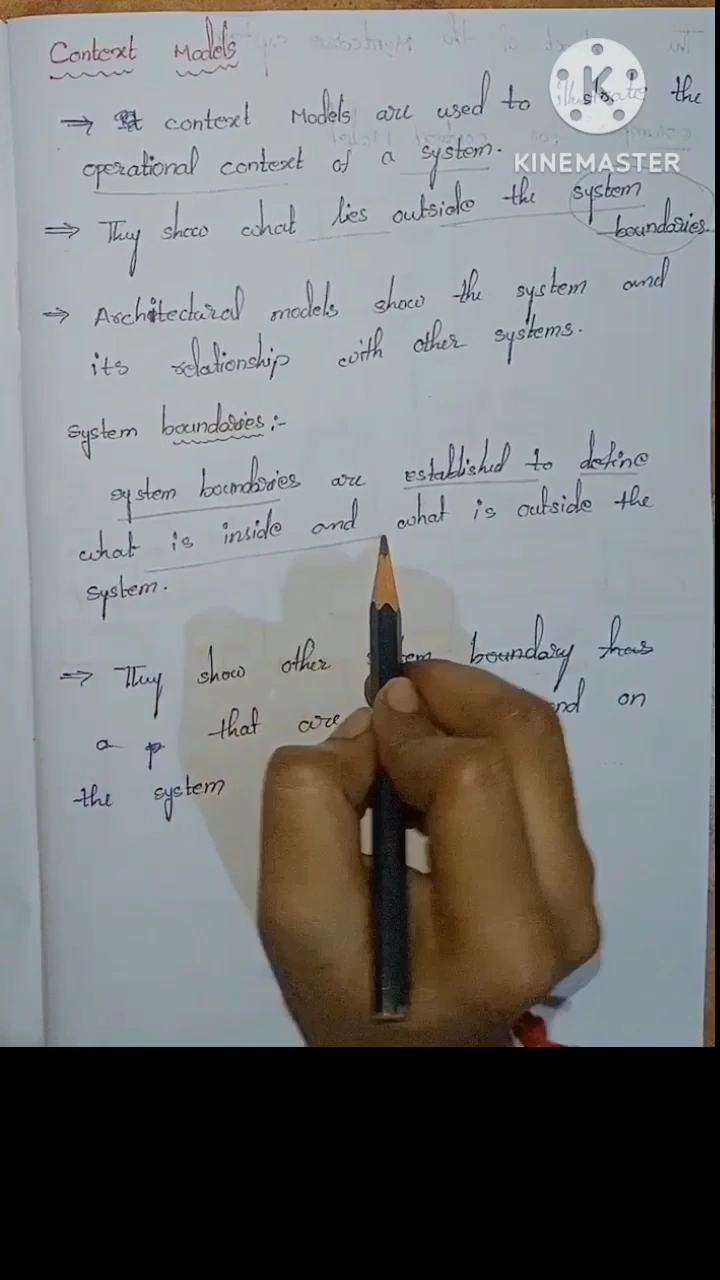 Context Models
⇒ context Models are used to illustrate the
KINEMASTER
operational context of a system.
⇒ They show what lies outside the system
boundaries.
⇒ Architectural models show the system and
its relationship with other systems.
System boundaries:-
system boundaries are established to define
what is inside and what is outside the
system.
⇒ They show other system boundary has
a that are on
the system